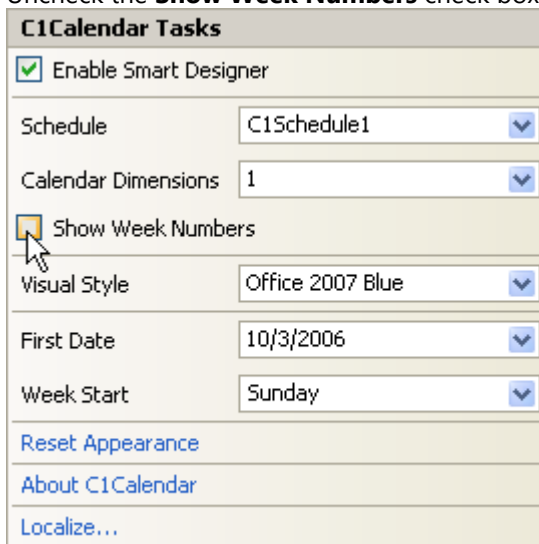 Uncheck the Show Week Numbers check box
C1Calendar Tasks
Enable Smart Designer
Schedule C1Schedule1
Calendar Dimensions 1
Show Week Numbers
Visual Style Office 2007 Blue
First Date 10/3/2006
Week Start Sunday
Reset Appearance
About C1Calendar
Localize...